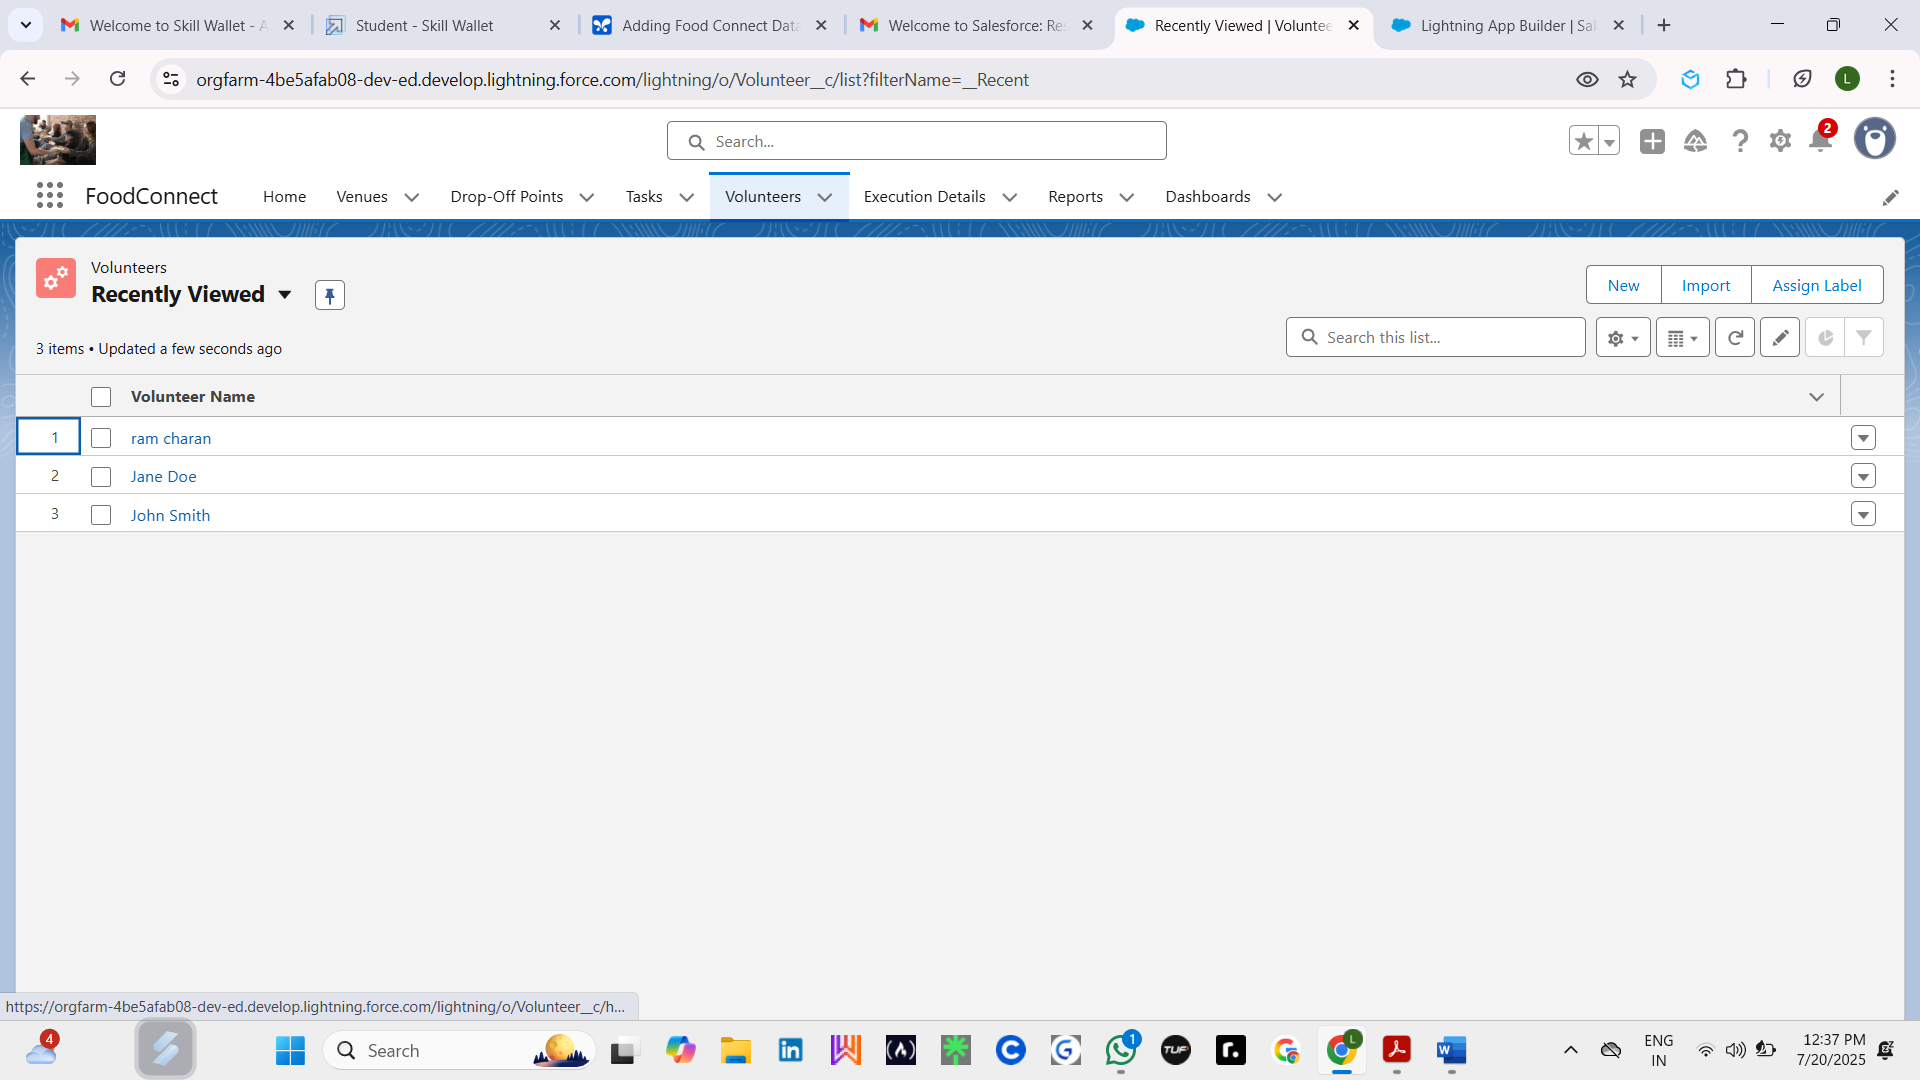 Welcome to Skill Wallet - A
Student - Skill Wallet
Adding Food Connect Data
Welcome to Salesforce: Res
Recently Viewed | Voluntee
Lightning App Builder | Sal
orgfarm-4be5afab08-dev-ed.develop.lightning.force.com/lightning/o/Volunteer__c/list?filterName=__Recent
L
Search...
2
FoodConnect
Home
Venues
Drop-Off Points
Tasks
Volunteers
Execution Details
Reports
Dashboards
Volunteers
Recently Viewed
New
Import
Assign Label
3 items • Updated a few seconds ago
Search this list...
Volunteer Name
1 ram charan
2 Jane Doe
3 John Smith
https://orgfarm-4be5afab08-dev-ed.develop.lightning.force.com/lightning/o/Volunteer__c/h...
4
Search
1
TUF
L
ENG
IN
12:37 PM
7/20/2025